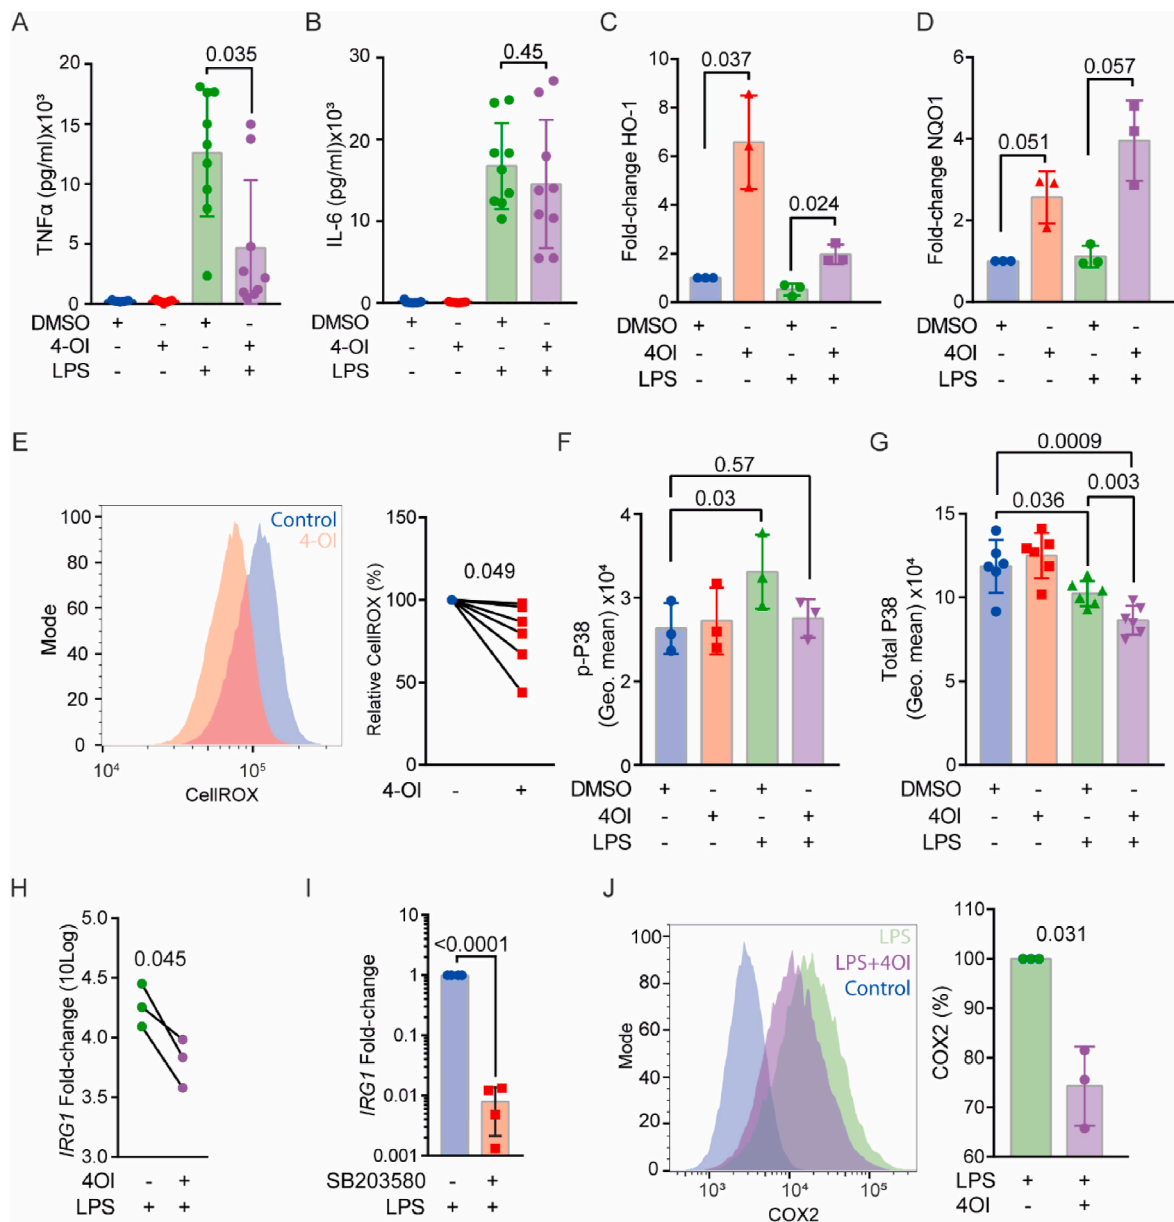 A
TNFα (pg/ml)x10³
20
15
10
5
0
0.035
DMSO + - + -
4-OI - + - +
LPS - - + +
B
IL-6 (pg/ml)x10³
30
20
10
0
0.45
DMSO + - + -
4-OI - + - +
LPS - - + +
C
Fold-change HO-1
10
8
6
4
2
0
0.037
0.024
DMSO + - + -
4OI - + - +
LPS - - + +
D
Fold-change NQO1
6
4
2
0
0.051
0.057
DMSO + - + -
4OI - + - +
LPS - - + +
E
Mode
100
80
60
40
20
0
Control
4-OI
10⁴ 10⁵
CellROX
Relative CellROX (%)
150
100
50
0
0.049
4-OI - +
F
p-P38
(Geo. mean) x10⁴
4
2
0
0.57
0.03
DMSO + - + -
4OI - + - +
LPS - - + +
G
Total P38
(Geo. mean) x10⁴
15
10
5
0
0.0009
0.036
0.003
DMSO + - + -
4OI - + - +
LPS - - + +
H
IRG1 Fold-change (10Log)
5.0
4.5
4.0
3.5
3.0
0.045
4OI - +
LPS + +
I
IRG1 Fold-change
10
1
0.1
0.01
0.001
<0.0001
SB203580 - +
LPS + +
J
Mode
100
80
60
40
20
0
LPS
LPS+4OI
Control
10³ 10⁴ 10⁵
COX2
COX2 (%)
110
100
90
80
70
60
0.031
LPS + +
4OI - +